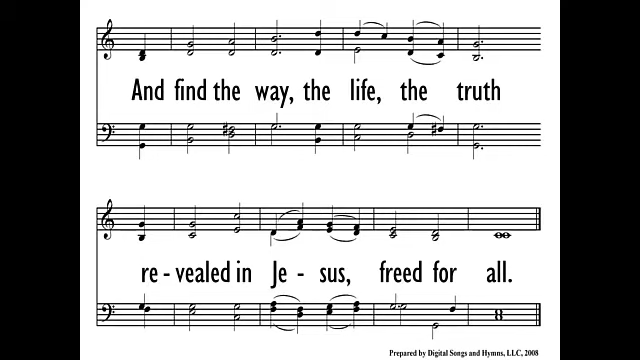 And find the way, the life, the truth
re - vealed in Je - sus, freed for all.
Prepared by Digital Songs and Hymns, LLC, 2008